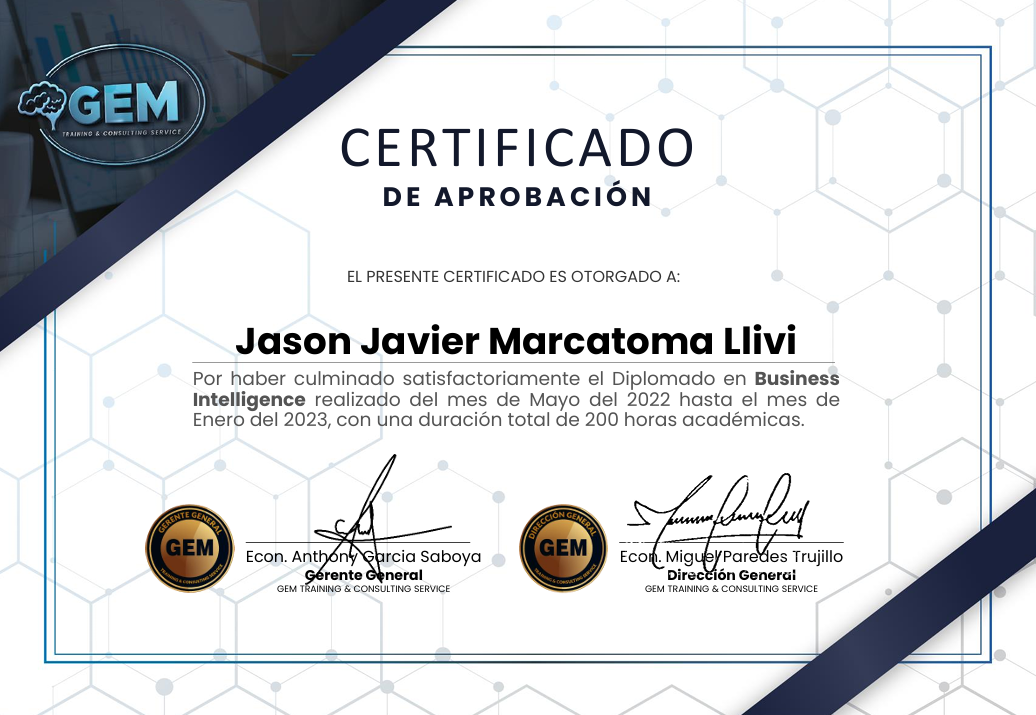 GEM
TRAINING & CONSULTING SERVICE
CERTIFICADO
DE APROBACIÓN
EL PRESENTE CERTIFICADO ES OTORGADO A:
Jason Javier Marcatoma Llivi
Por haber culminado satisfactoriamente el Diplomado en Business
Intelligence realizado del mes de Mayo del 2022 hasta el mes de
Enero del 2023, con una duración total de 200 horas académicas.
GERENTE GENERAL
GEM
TRAINING & CONSULTING SERVICE
Econ. Anthony Garcia Saboya
Gerente General
GEM TRAINING & CONSULTING SERVICE
DIRECCIÓN GENERAL
GEM
TRAINING & CONSULTING SERVICE
Econ. Miguel Paredes Trujillo
Dirección General
GEM TRAINING & CONSULTING SERVICE